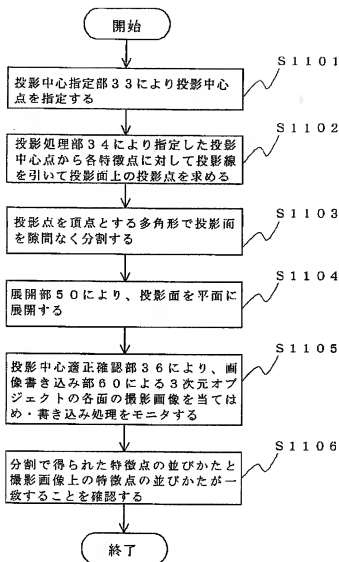 開始
S1101
投影中心指定部33により投影中心
点を指定する
S1102
投影処理部34により指定した投影
中心点から各特徴点に対して投影線
を引いて投影面上の投影点を求める
S1103
投影点を頂点とする多角形で投影面
を隙間なく分割する
S1104
展開部50により、投影面を平面に
展開する
S1105
投影中心適正確認部36により、画
像書き込み部60による3次元オブ
ジェクトの各面の撮影画像を当ては
め・書き込み処理をモニタする
S1106
分割で得られた特徴点の並びかたと
撮影画像上の特徴点の並びかたが一
致することを確認する
終了